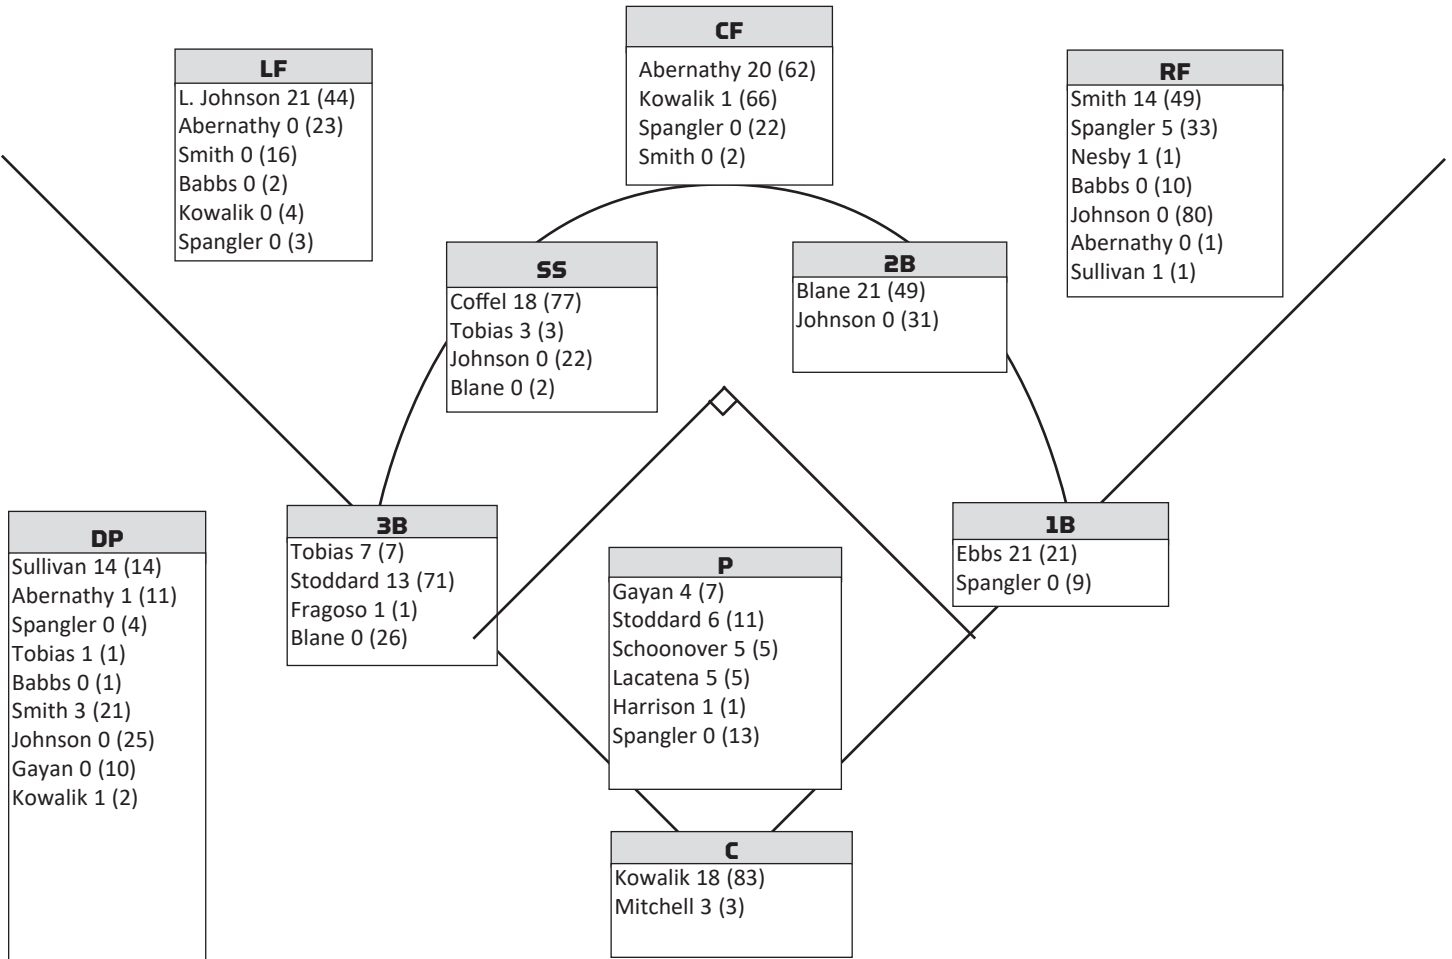 CF
Abernathy 20 (62)
Kowalik 1 (66)
Spangler 0 (22)
Smith 0 (2)
LF
L. Johnson 21 (44)
Abernathy 0 (23)
Smith 0 (16)
Babbs 0 (2)
Kowalik 0 (4)
Spangler 0 (3)
RF
Smith 14 (49)
Spangler 5 (33)
Nesby 1 (1)
Babbs 0 (10)
Johnson 0 (80)
Abernathy 0 (1)
Sullivan 1 (1)
SS
Coffel 18 (77)
Tobias 3 (3)
Johnson 0 (22)
Blane 0 (2)
2B
Blane 21 (49)
Johnson 0 (31)
DP
Sullivan 14 (14)
Abernathy 1 (11)
Spangler 0 (4)
Tobias 1 (1)
Babbs 0 (1)
Smith 3 (21)
Johnson 0 (25)
Gayan 0 (10)
Kowalik 1 (2)
3B
Tobias 7 (7)
Stoddard 13 (71)
Fragoso 1 (1)
Blane 0 (26)
P
Gayan 4 (7)
Stoddard 6 (11)
Schoonover 5 (5)
Lacatena 5 (5)
Harrison 1 (1)
Spangler 0 (13)
1B
Ebbs 21 (21)
Spangler 0 (9)
C
Kowalik 18 (83)
Mitchell 3 (3)